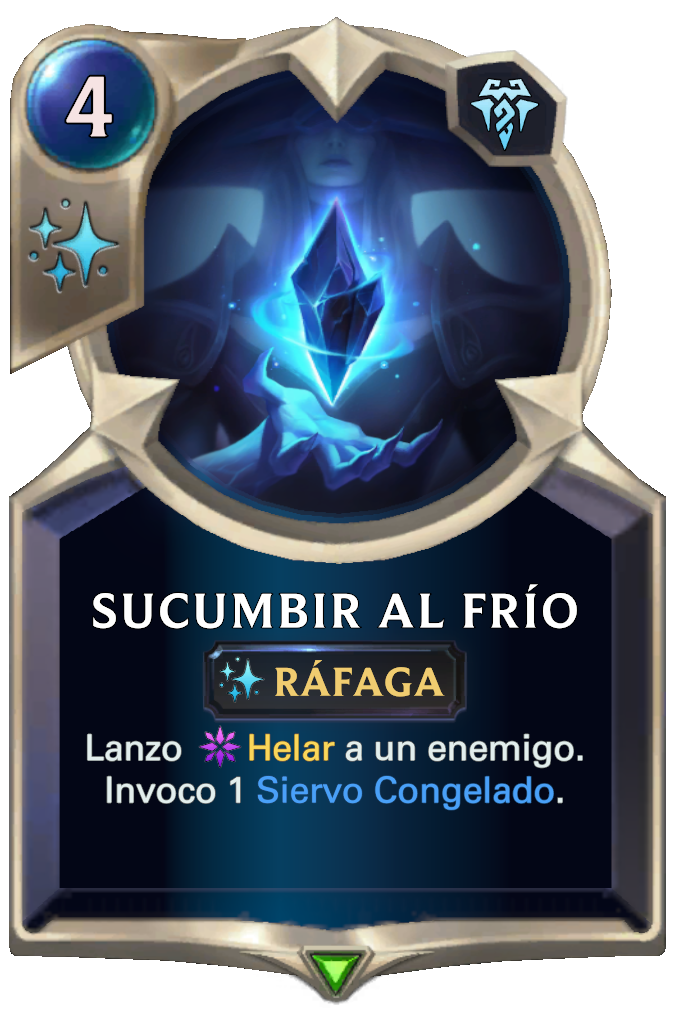 4
SUCUMBIR AL FRÍO
RÁFAGA
Lanzo Helar a un enemigo.
Invoco 1 Siervo Congelado.